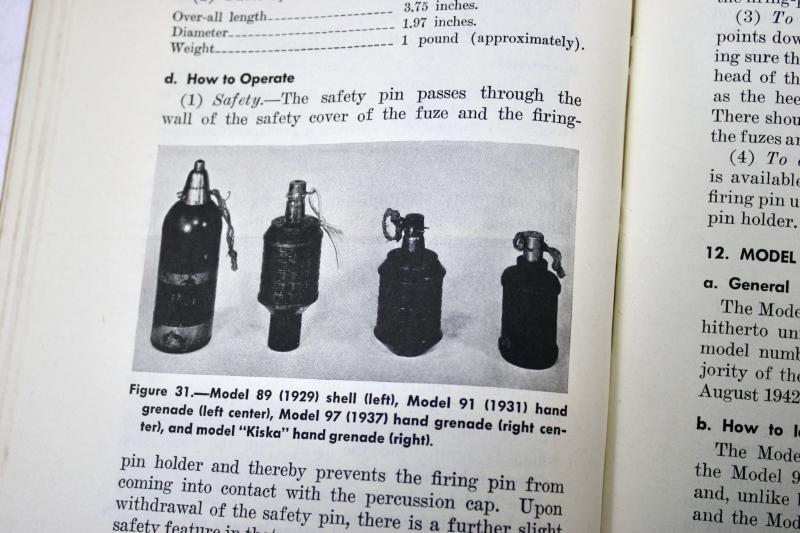 3.75 inches.
Over-all length 1.97 inches.
Diameter 1 pound (approximately).
Weight
d. How to Operate
(1) Safety.—The safety pin passes through the
wall of the safety cover of the fuze and the firing-
Figure 31.—Model 89 (1929) shell (left), Model 91 (1931) hand
grenade (left center), Model 97 (1937) hand grenade (right cen-
ter), and model "Kiska" hand grenade (right).
pin holder and thereby prevents the firing pin from
coming into contact with the percussion cap. Upon
withdrawal of the safety pin, there is a further slight
safety feature in
(3) To
points dow
ing sure th
head of th
as the hee
There shou
the fuzes an
(4) To
is available
firing pin u
pin holder.
12. MODEL
a. General
The Mode
hitherto un
model numb
jority of the
August 1942
b. How to
The Mode
the Model 9
and, unlike
and the Mod